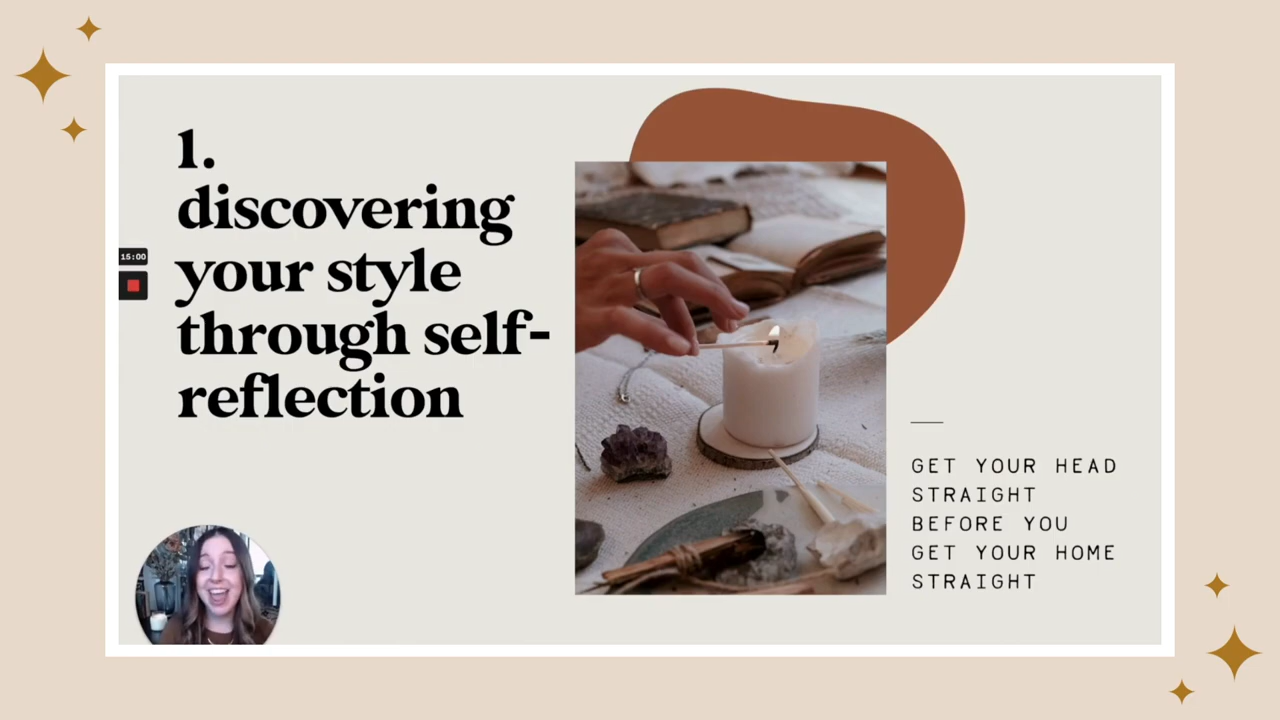 1.
discovering
your style
through self-
reflection
15:00
GET YOUR HEAD
STRAIGHT
BEFORE YOU
GET YOUR HOME
STRAIGHT